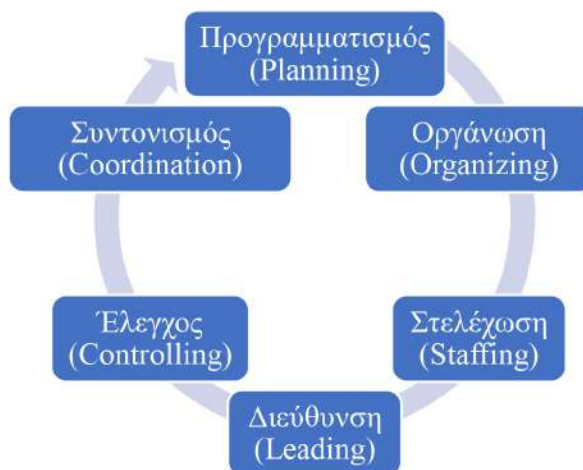 Προγραμματισμός
(Planning)
Οργάνωση
(Organizing)
Στελέχωση
(Staffing)
Διεύθυνση
(Leading)
Έλεγχος
(Controlling)
Συντονισμός
(Coordination)